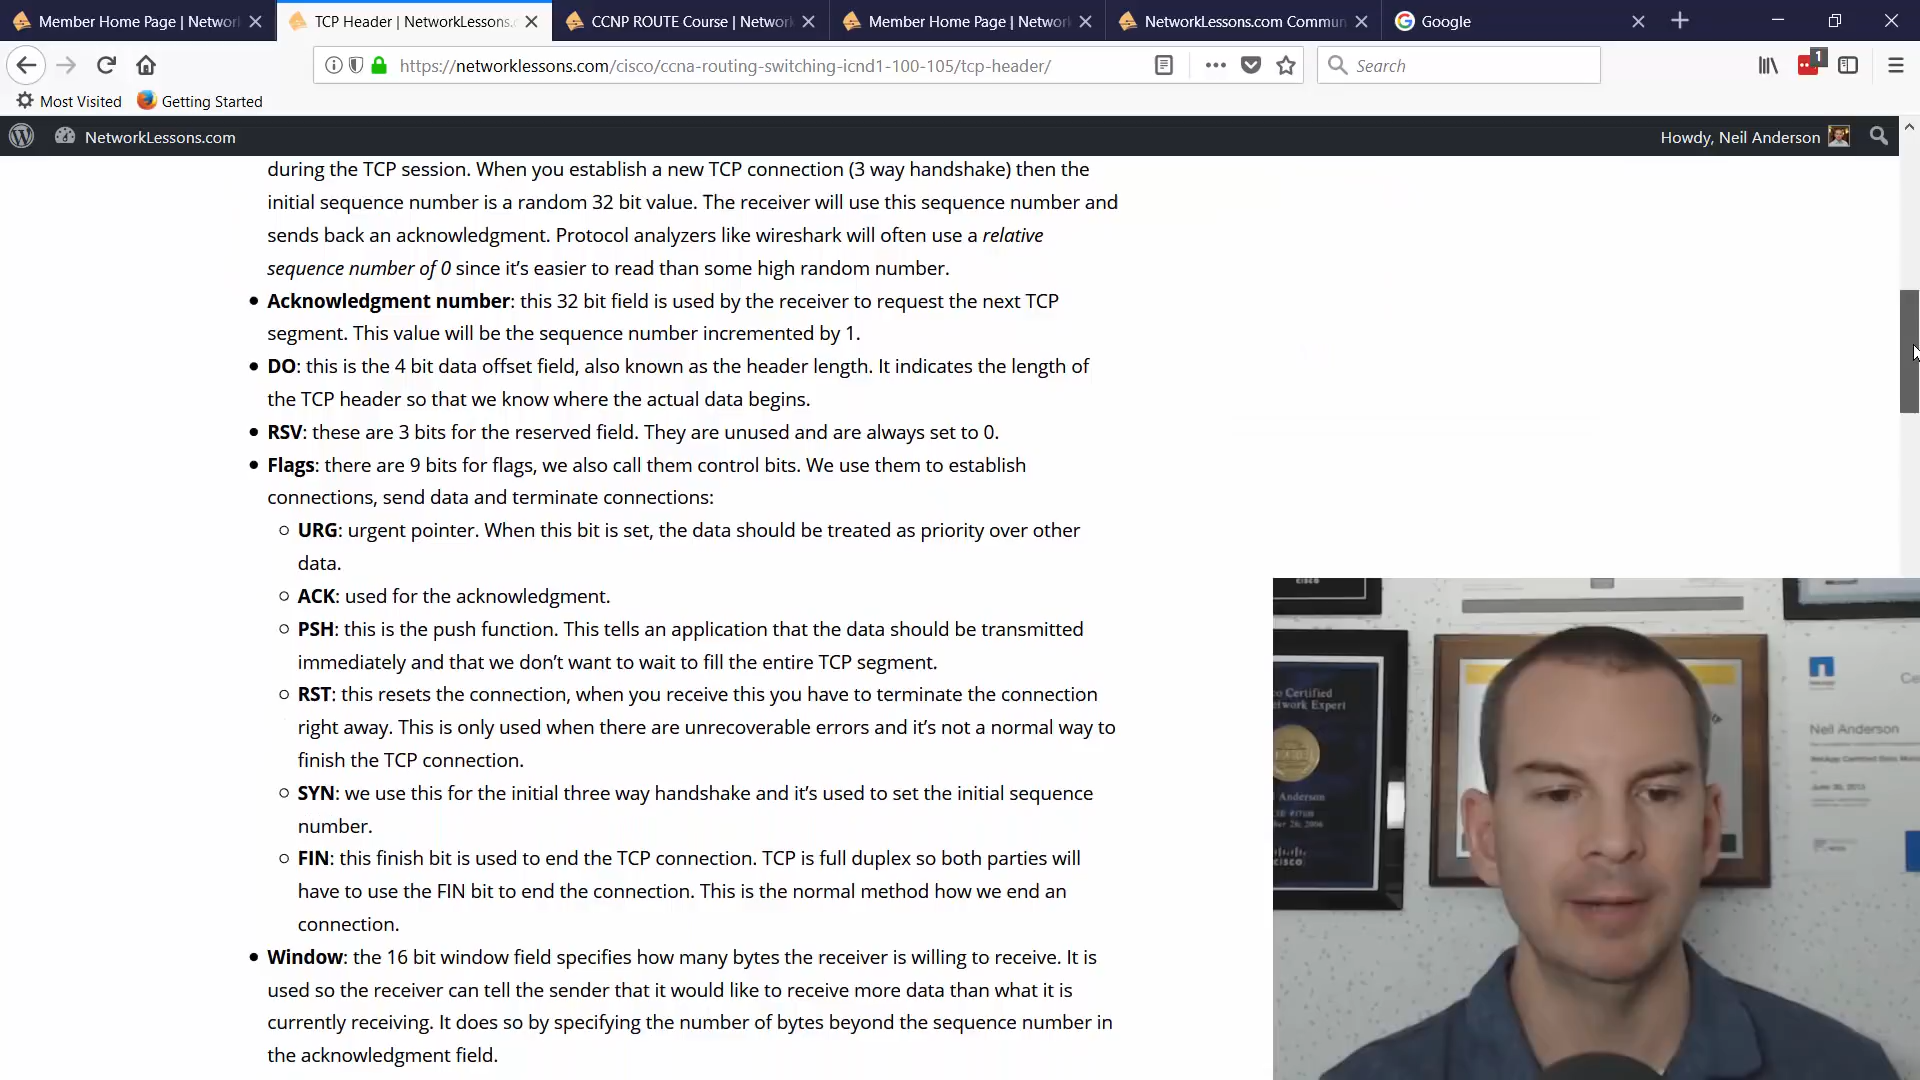 Member Home Page | Networ
TCP Header | NetworkLessons.c
CCNP ROUTE Course | Network
Member Home Page | Networ
NetworkLessons.com Commun
Google
https://networklessons.com/cisco/ccna-routing-switching-icnd1-100-105/tcp-header/
Search
1
Most Visited
Getting Started
NetworkLessons.com
Howdy, Neil Anderson
during the TCP session. When you establish a new TCP connection (3 way handshake) then the
initial sequence number is a random 32 bit value. The receiver will use this sequence number and
sends back an acknowledgment. Protocol analyzers like wireshark will often use a relative
sequence number of 0 since it’s easier to read than some high random number.
Acknowledgment number: this 32 bit field is used by the receiver to request the next TCP
segment. This value will be the sequence number incremented by 1.
DO: this is the 4 bit data offset field, also known as the header length. It indicates the length of
the TCP header so that we know where the actual data begins.
RSV: these are 3 bits for the reserved field. They are unused and are always set to 0.
Flags: there are 9 bits for flags, we also call them control bits. We use them to establish
connections, send data and terminate connections:
URG: urgent pointer. When this bit is set, the data should be treated as priority over other
data.
ACK: used for the acknowledgment.
PSH: this is the push function. This tells an application that the data should be transmitted
immediately and that we don’t want to wait to fill the entire TCP segment.
RST: this resets the connection, when you receive this you have to terminate the connection
right away. This is only used when there are unrecoverable errors and it’s not a normal way to
finish the TCP connection.
SYN: we use this for the initial three way handshake and it’s used to set the initial sequence
number.
FIN: this finish bit is used to end the TCP connection. TCP is full duplex so both parties will
have to use the FIN bit to end the connection. This is the normal method how we end an
connection.
Window: the 16 bit window field specifies how many bytes the receiver is willing to receive. It is
used so the receiver can tell the sender that it would like to receive more data than what it is
currently receiving. It does so by specifying the number of bytes beyond the sequence number in
the acknowledgment field.
CISCO
co Certified
twork Expert
l Anderson
cisco
NetApp
Neil Anderson